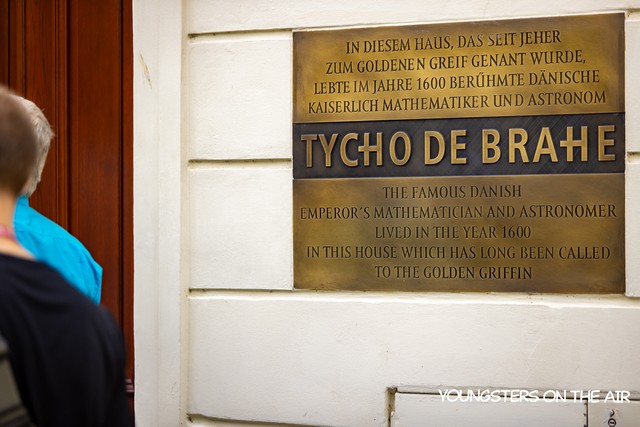 IN DIESEM HAUS, DAS SEIT JEHER
ZUM GOLDENEN GREIF GENANT WURDE,
LEBTE IM JAHRE 1600 BERŰHMTE DÄNISCHE
KAISERLICH MATHEMATIKER UND ASTRONOM
TYCHO DE BRAHE
THE FAMOUS DANISH
EMPEROR´S MATHEMATICIAN AND ASTRONOMER
LIVED IN THE YEAR 1600
IN THIS HOUSE WHICH HAS LONG BEEN CALLED
TO THE GOLDEN GRIFFIN
YOUNGSTERS ON THE AIR